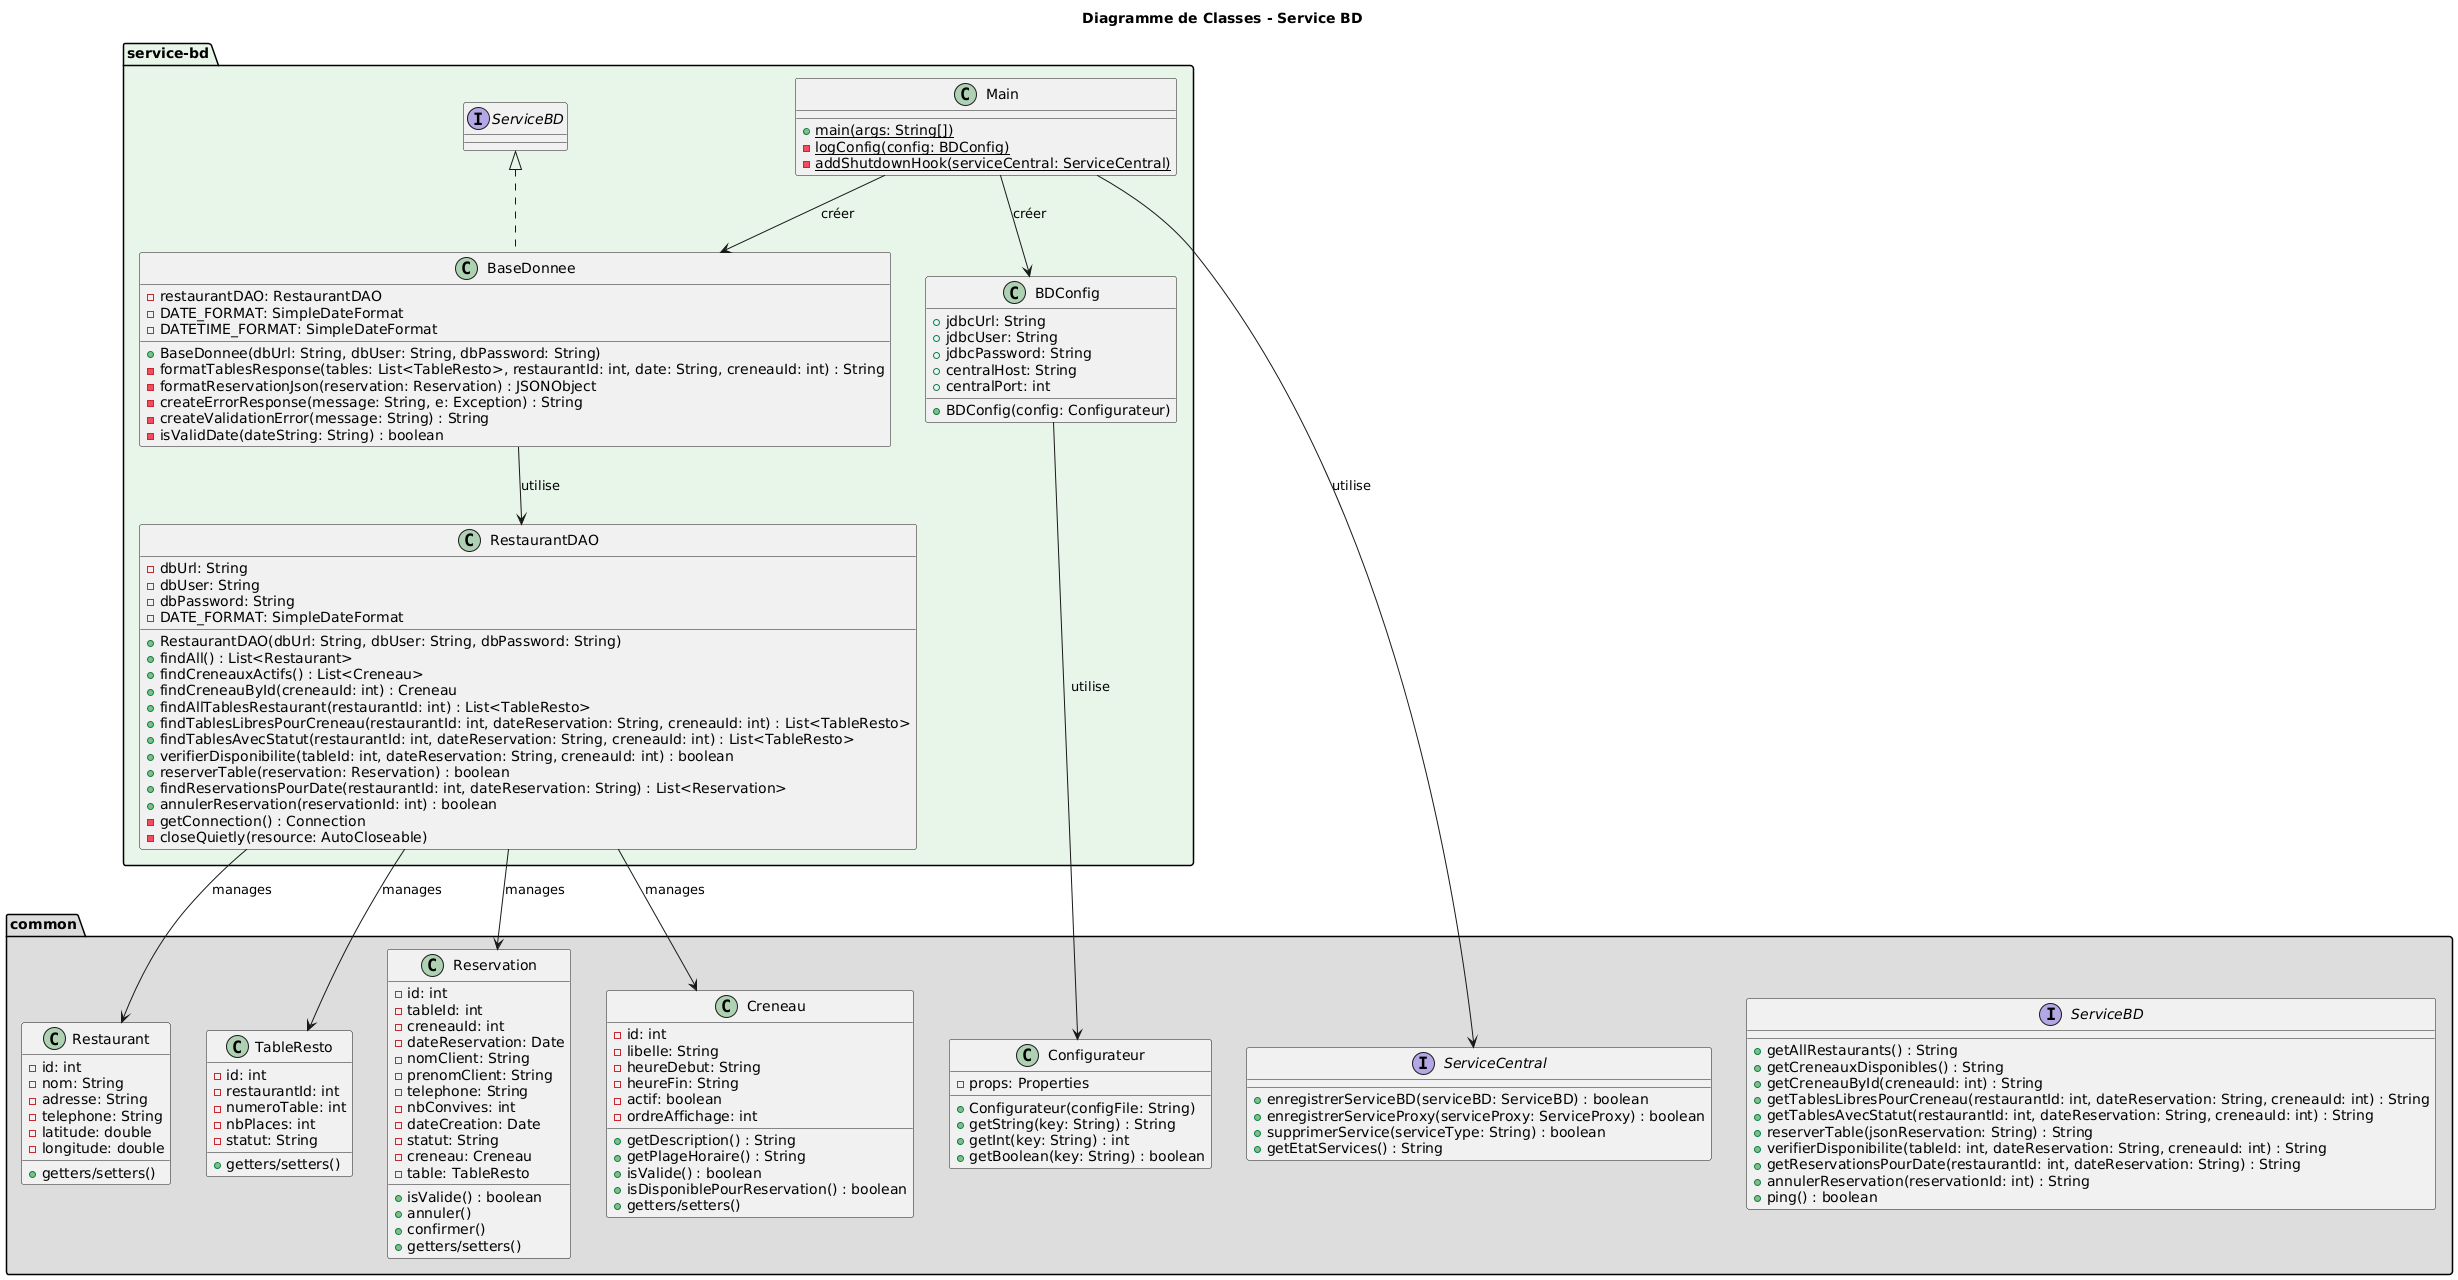 Diagramme de Classes - Service BD
service-bd
ServiceBD
Main
main(args: String[])
logConfig(config: BDConfig)
addShutdownHook(serviceCentral: ServiceCentral)
créer
créer
BaseDonnee
restaurantDAO: RestaurantDAO
DATE_FORMAT: SimpleDateFormat
DATETIME_FORMAT: SimpleDateFormat
BaseDonnee(dbUrl: String, dbUser: String, dbPassword: String)
formatTablesResponse(tables: List<TableResto>, restaurantId: int, date: String, creneauId: int) : String
formatReservationJson(reservation: Reservation) : JSONObject
createErrorResponse(message: String, e: Exception) : String
createValidationError(message: String) : String
isValidDate(dateString: String) : boolean
BDConfig
jdbcUrl: String
jdbcUser: String
jdbcPassword: String
centralHost: String
centralPort: int
BDConfig(config: Configurateur)
utilise
utilise
RestaurantDAO
dbUrl: String
dbUser: String
dbPassword: String
DATE_FORMAT: SimpleDateFormat
RestaurantDAO(dbUrl: String, dbUser: String, dbPassword: String)
findAll() : List<Restaurant>
findCreneauxActifs() : List<Creneau>
findCreneauById(creneauId: int) : Creneau
findAllTablesRestaurant(restaurantId: int) : List<TableResto>
findTablesLibresPourCreneau(restaurantId: int, dateReservation: String, creneauId: int) : List<TableResto>
findTablesAvecStatut(restaurantId: int, dateReservation: String, creneauId: int) : List<TableResto>
verifierDisponibilite(tableId: int, dateReservation: String, creneauId: int) : boolean
reserverTable(reservation: Reservation) : boolean
findReservationsPourDate(restaurantId: int, dateReservation: String) : List<Reservation>
annulerReservation(reservationId: int) : boolean
getConnection() : Connection
closeQuietly(resource: AutoCloseable)
utilise
manages
manages
manages
manages
common
Restaurant
id: int
nom: String
adresse: String
telephone: String
latitude: double
longitude: double
getters/setters()
TableResto
id: int
restaurantId: int
numeroTable: int
nbPlaces: int
statut: String
getters/setters()
Reservation
id: int
tableId: int
creneauId: int
dateReservation: Date
nomClient: String
prenomClient: String
telephone: String
nbConvives: int
dateCreation: Date
statut: String
creneau: Creneau
table: TableResto
isValide() : boolean
annuler()
confirmer()
getters/setters()
Creneau
id: int
libelle: String
heureDebut: String
heureFin: String
actif: boolean
ordreAffichage: int
getDescription() : String
getPlageHoraire() : String
isValide() : boolean
isDisponiblePourReservation() : boolean
getters/setters()
Configurateur
props: Properties
Configurateur(configFile: String)
getString(key: String) : String
getInt(key: String) : int
getBoolean(key: String) : boolean
ServiceCentral
enregistrerServiceBD(serviceBD: ServiceBD) : boolean
enregistrerServiceProxy(serviceProxy: ServiceProxy) : boolean
supprimerService(serviceType: String) : boolean
getEtatServices() : String
ServiceBD
getAllRestaurants() : String
getCreneauxDisponibles() : String
getCreneauById(creneauId: int) : String
getTablesLibresPourCreneau(restaurantId: int, dateReservation: String, creneauId: int) : String
getTablesAvecStatut(restaurantId: int, dateReservation: String, creneauId: int) : String
reserverTable(jsonReservation: String) : String
verifierDisponibilite(tableId: int, dateReservation: String, creneauId: int) : String
getReservationsPourDate(restaurantId: int, dateReservation: String) : String
annulerReservation(reservationId: int) : String
ping() : boolean